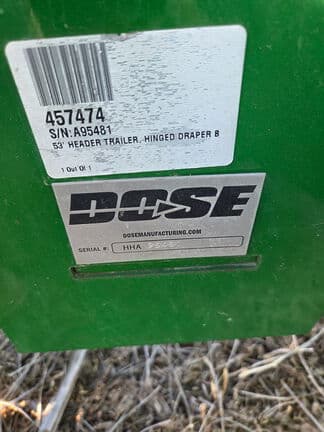 457474
S/N:A95481
53' HEADER TRAILER, HINGED DRAPER B
1 Out Of 1
DOSE
DOSEMANUFACTURING.COM
SERIAL #: HHA